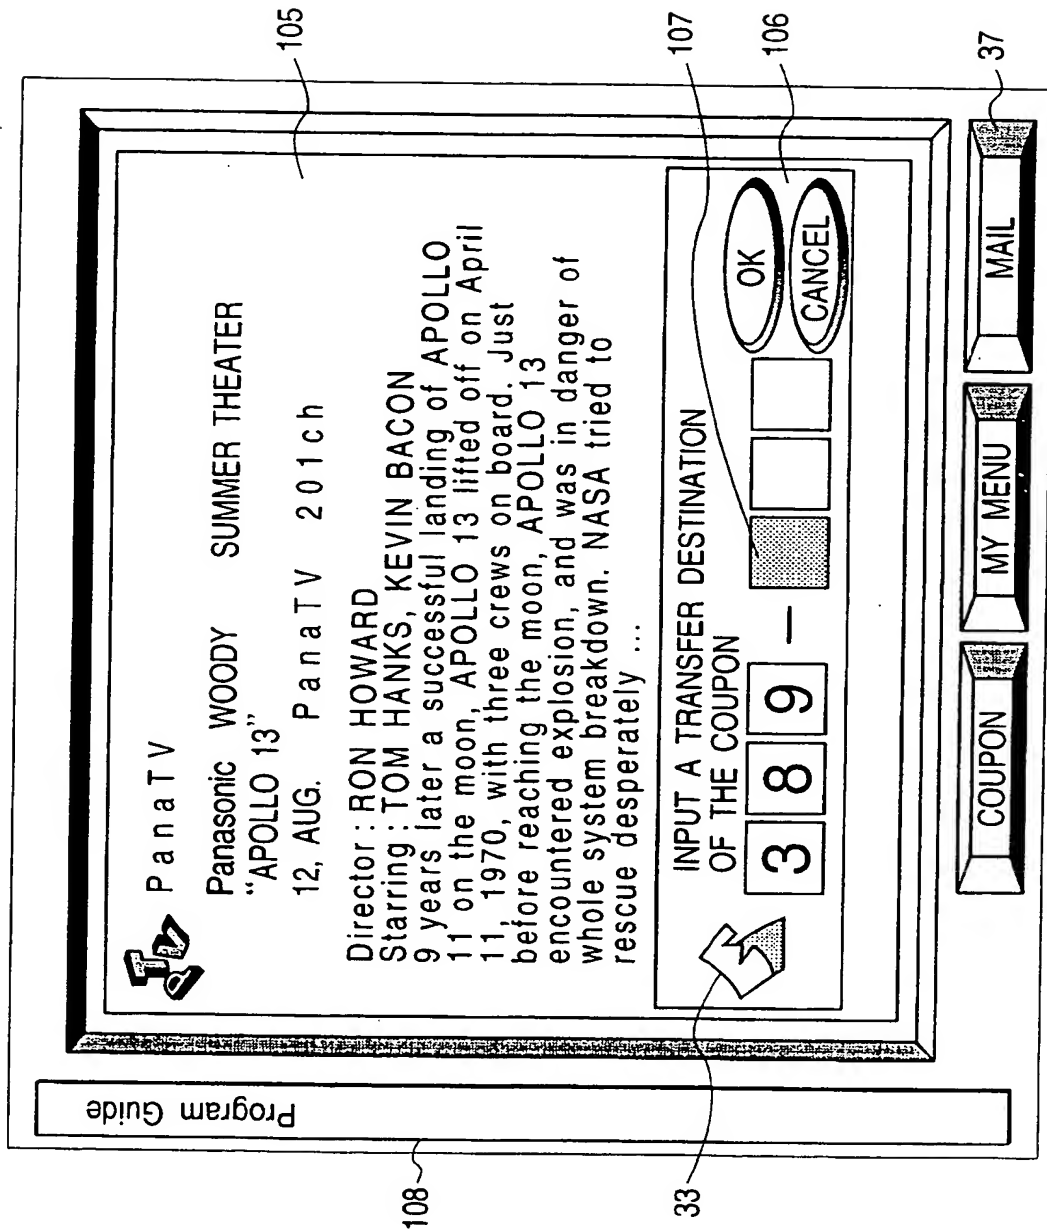 Program Guide
PTV
PanaTV
Panasonic WOODY SUMMER THEATER
“APOLLO 13”
12, AUG. PanaTV 201ch
Director : RON HOWARD
Starring : TOM HANKS, KEVIN BACON
9 years later a successful landing of APOLLO
11 on the moon, APOLLO 13 lifted off on April
11, 1970, with three crews on board. Just
before reaching the moon, APOLLO 13
encountered explosion, and was in danger of
whole system breakdown. NASA tried to
rescue desperately ...
INPUT A TRANSFER DESTINATION
OF THE COUPON
3 8 9 –
OK
CANCEL
COUPON
MY MENU
MAIL
105
107
106
37
108
33